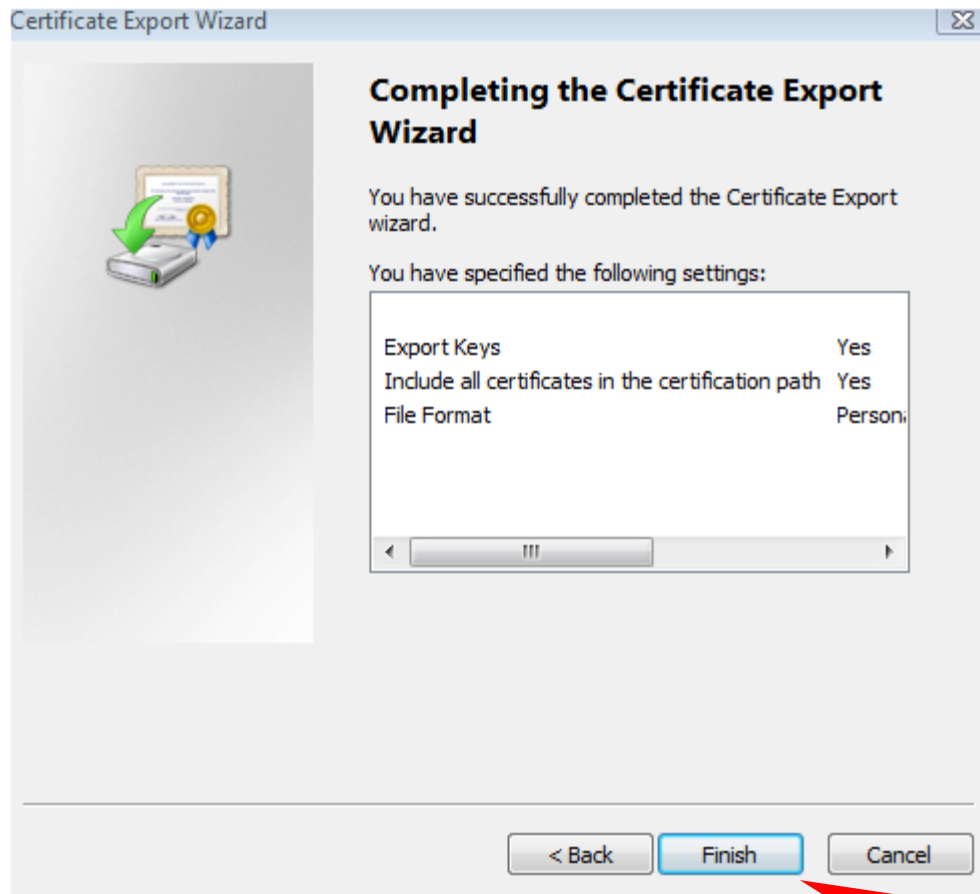 Certificate Export Wizard
Completing the Certificate Export
Wizard
You have successfully completed the Certificate Export
wizard.
You have specified the following settings:
Export Keys Yes
Include all certificates in the certification path Yes
File Format Persona
< Back Finish Cancel